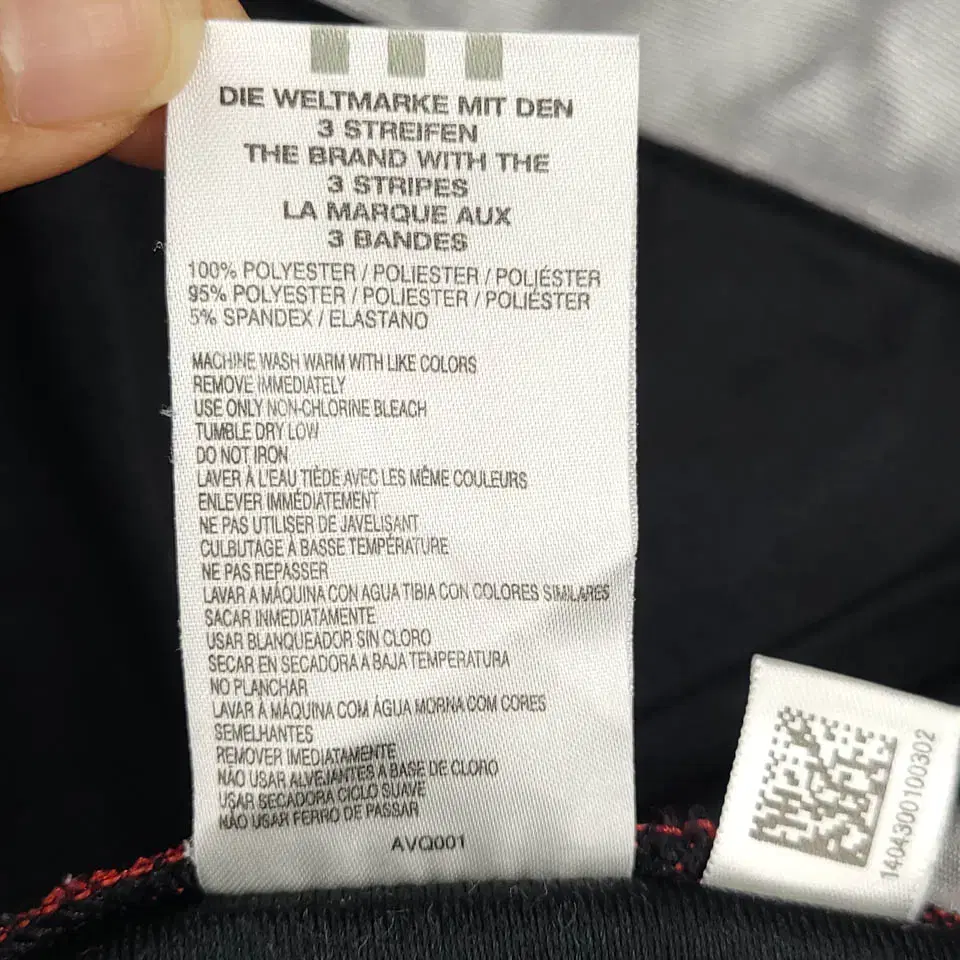 DIE WELTMARKE MIT DEN
3 STREIFEN
THE BRAND WITH THE
3 STRIPES
LA MARQUE AUX
3 BANDES
100% POLYESTER / POLIESTER / POLIÉSTER
95% POLYESTER / POLIESTER / POLIÉSTER
5% SPANDEX / ELASTANO
MACHINE WASH WARM WITH LIKE COLORS
REMOVE IMMEDIATELY
USE ONLY NON-CHLORINE BLEACH
TUMBLE DRY LOW
DO NOT IRON
LAVER À L'EAU TIÈDE AVEC LES MÊME COULEURS
ENLEVER IMMÉDIATEMENT
NE PAS UTILISER DE JAVELISANT
CULBUTAGE À BASSE TEMPÉRATURE
NE PAS REPASSER
LAVAR A MÁQUINA CON AGUA TIBIA CON COLORES SIMILARES
SACAR INMEDIATAMENTE
USAR BLANQUEADOR SIN CLORO
SECAR EN SECADORA A BAJA TEMPERATURA
NO PLANCHAR
LAVAR À MÁQUINA COM ÁGUA MORNA COM CORES
SEMELHANTES
REMOVER IMEDIATAMENTE
NÃO USAR ALVEJANTES A BASE DE CLORO
USAR SECADORA CICLO SUAVE
NÃO USAR FERRO DE PASSAR
AVQ001
1404300100302